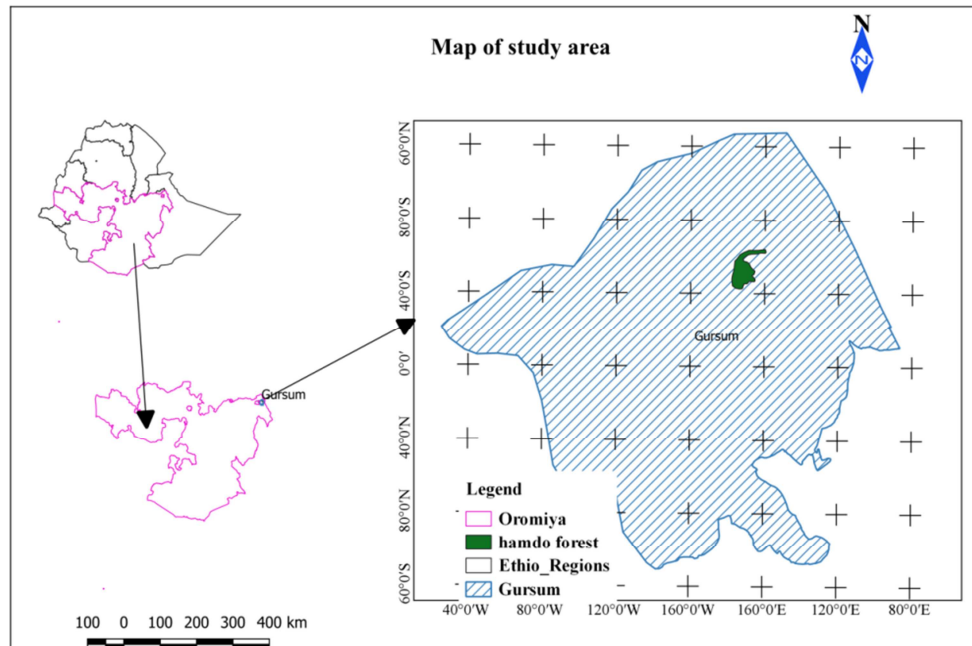 Map of study area
N
N
Gursum
60°0'N
80°0'S
40°0'S
0°0'
40°0'N
80°0'N
60°0'S
Gursum
Legend
Oromiya
hamdo forest
Ethio_Regions
Gursum
40°0'W
80°0'W
120°0'W
160°0'W
160°0'E
120°0'E
80°0'E
100 0 100 200 300 400 km